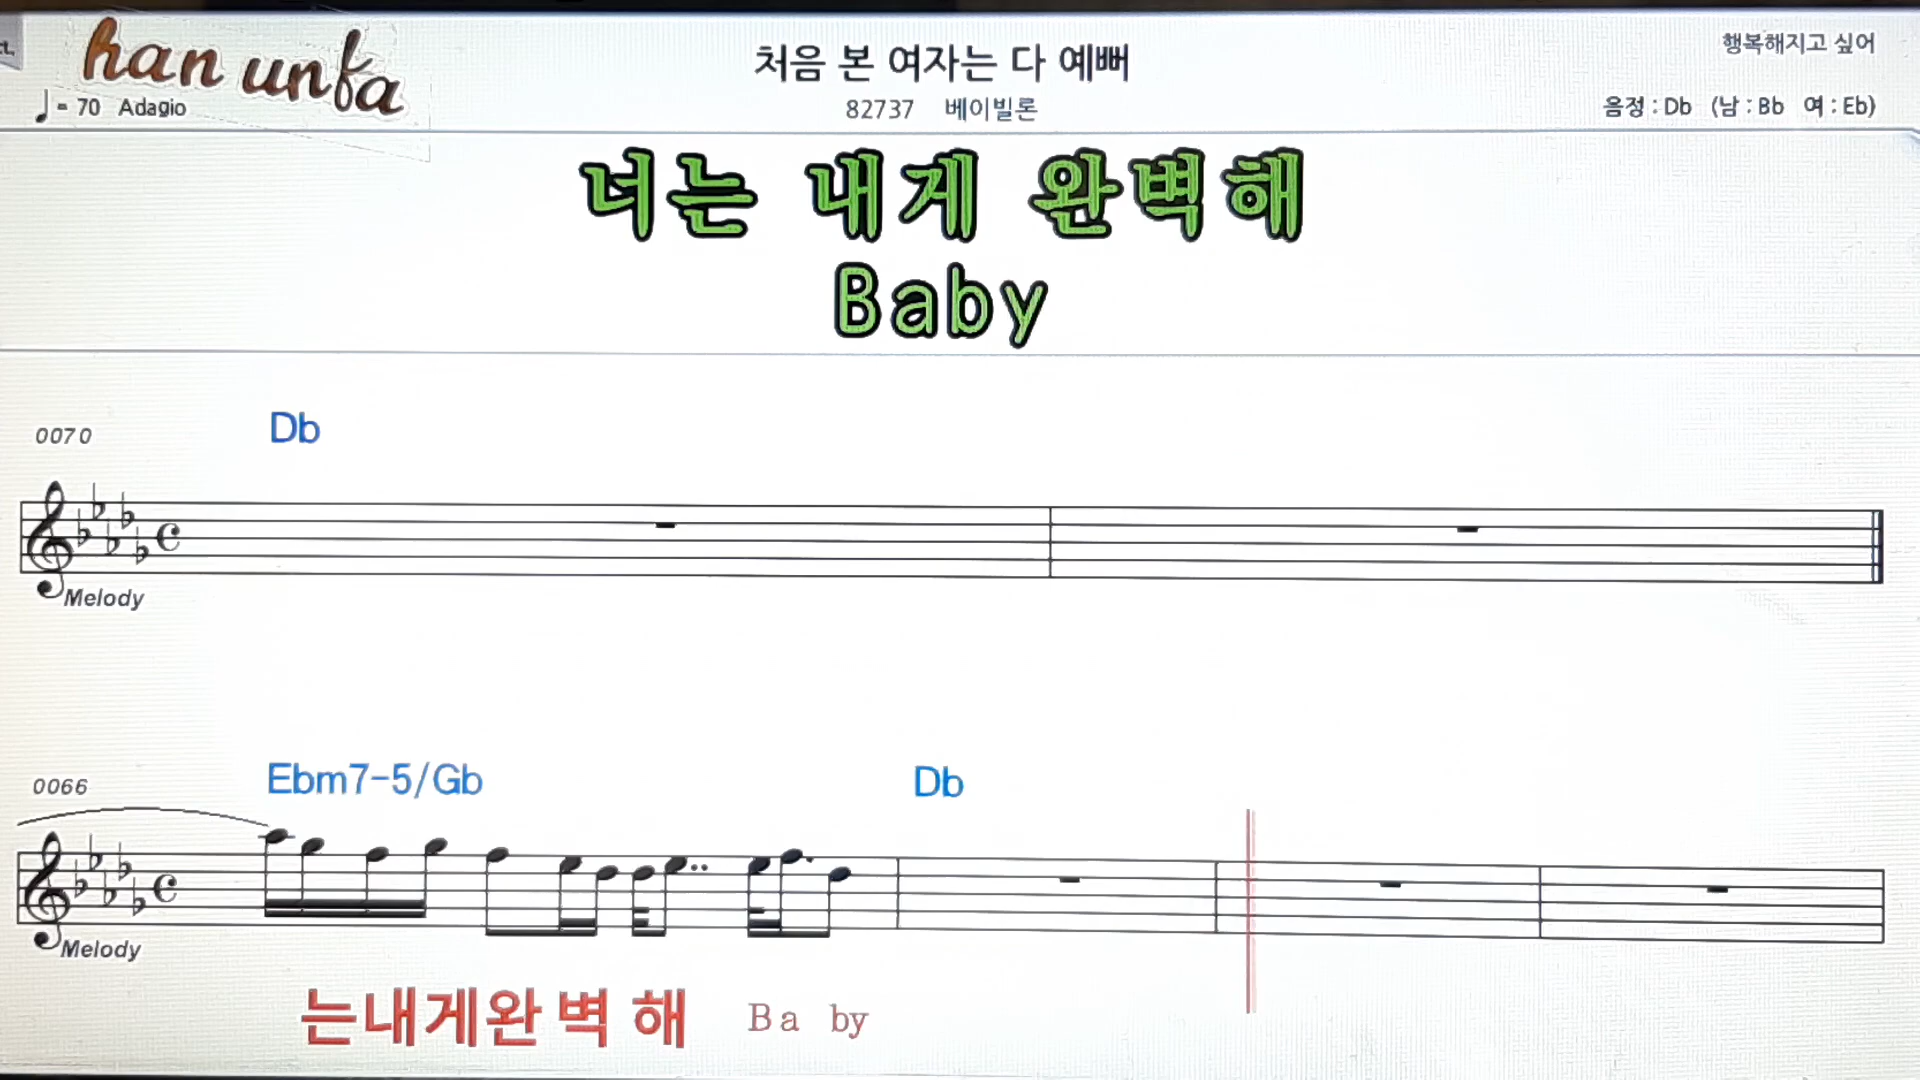 han unfa
처음 본 여자는 다 예뻐
행복해지고 싶어
♩= 70 Adagio
82737 베이빌론
음정 : Db (남 : Bb 여 : Eb)
너는 내게 완벽해
Baby
0070
Db
Melody
0066
Ebm7-5/Gb
Db
Melody
는내게완 벽 해 Ba by